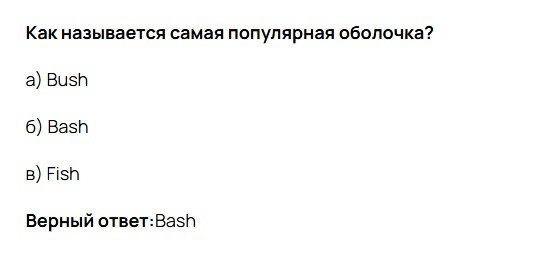 Как называется самая популярная оболочка?
а) Bush
б) Bash
в) Fish
Верный ответ:Bash